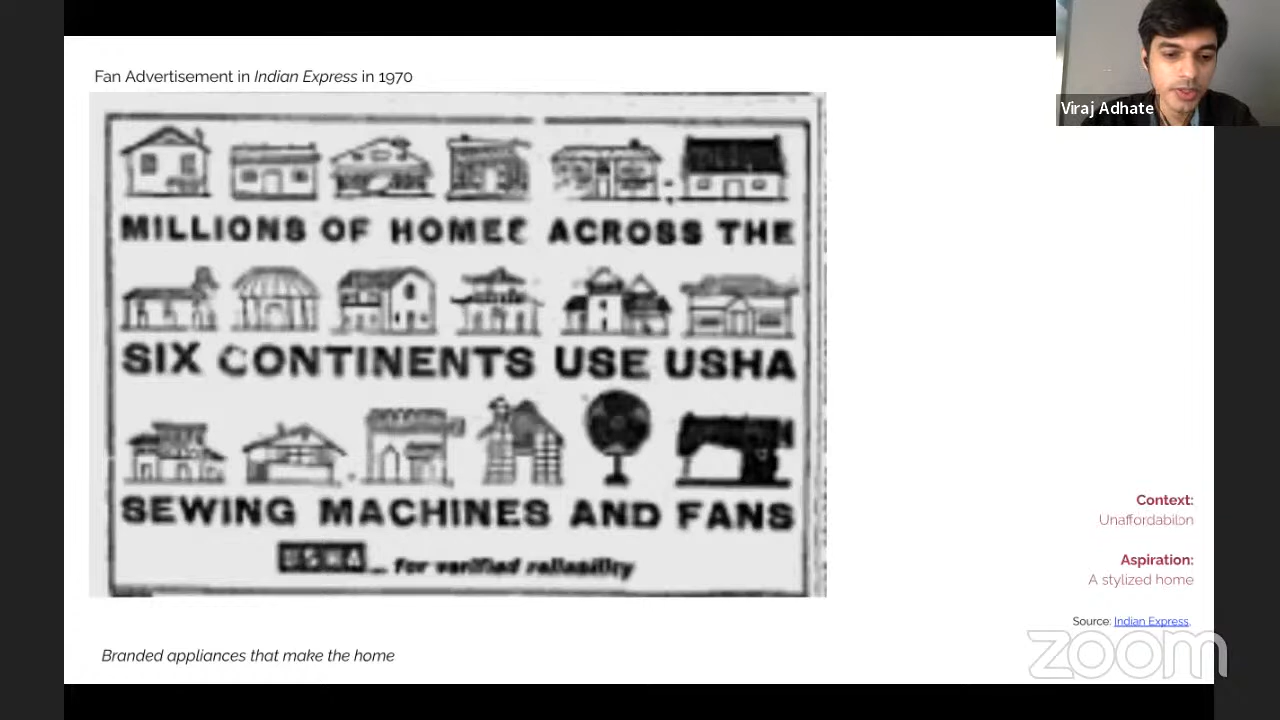 Fan Advertisement in Indian Express in 1970
Viraj Adhate
MILLIONS OF HOMES ACROSS THE
SIX CONTINENTS USE USHA
SEWING MACHINES AND FANS
USHA ... for verified reliability
Context:
Unaffordabilon
Aspiration:
A stylized home
Source: Indian Express,
Branded appliances that make the home
zoom